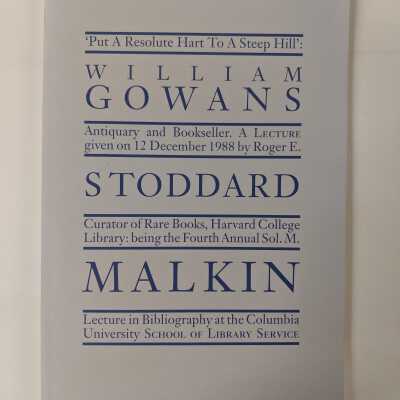 'Put A Resolute Hart To A Steep Hill':
WILLIAM
GOWANS
Antiquary and Bookseller. A LECTURE
given on 12 December 1988 by Roger E.
STODDARD
Curator of Rare Books, Harvard College
Library: being the Fourth Annual Sol. M.
MALKIN
Lecture in Bibliography at the Columbia
University SCHOOL OF LIBRARY SERVICE